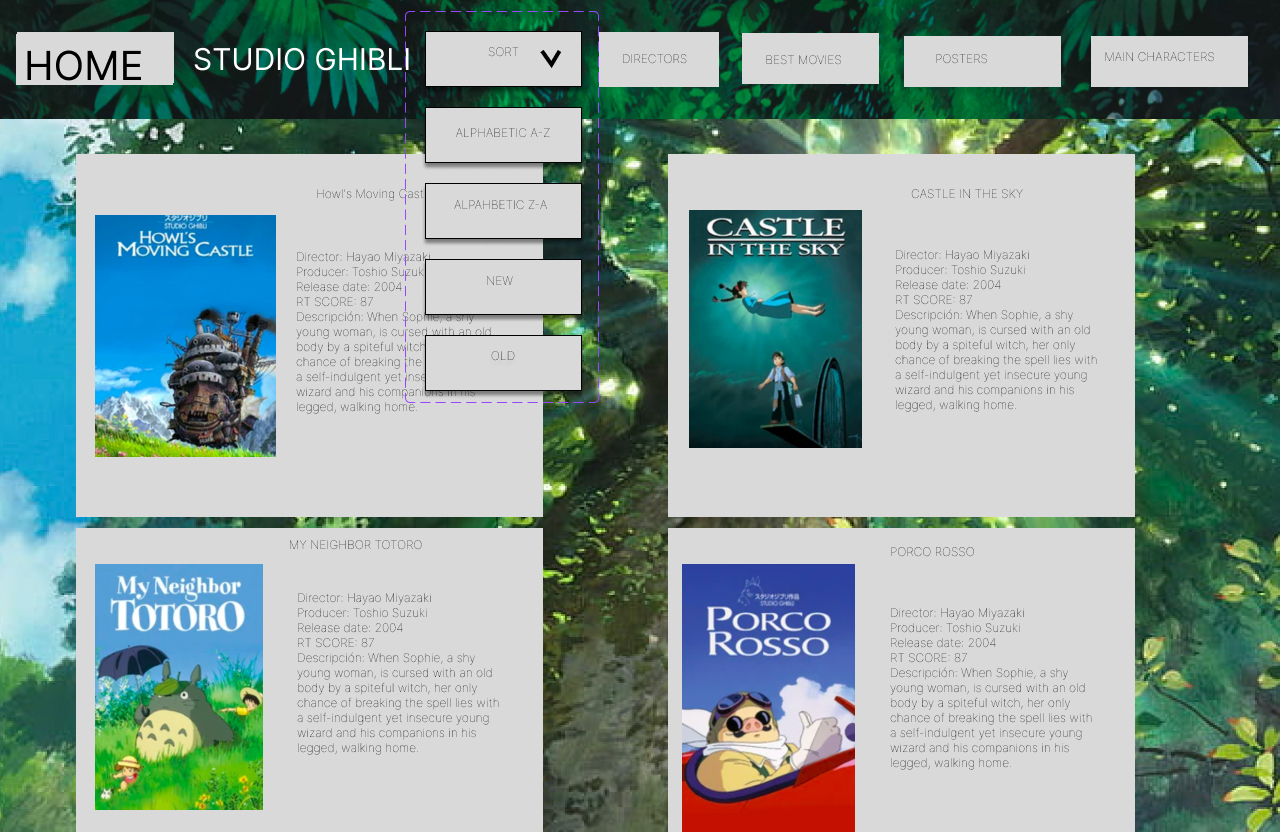 HOME
STUDIO GHIBLI
SORT
DIRECTORS
BEST MOVIES
POSTERS
MAIN CHARACTERS
ALPHABETIC A-Z
ALPAHBETIC Z-A
NEW
OLD
Howl's Moving Cast
スタジオジブリ
STUDIO GHIBLI
HOWL'S
MOVING CASTLE
Director: Hayao Miyazaki
Producer: Toshio Suzuk
Release date: 2004
RT SCORE: 87
Descripción: When Sophie, a shy
young woman, is cursed with an old
body by a spiteful witch
chance of breaking the
a self-indulgent yet inse
wizard and his companions in his
legged, walking home.
CASTLE IN THE SKY
CASTLE
IN THE SKY
Director: Hayao Miyazaki
Producer: Toshio Suzuki
Release date: 2004
RT SCORE: 87
Descripción: When Sophie, a shy
young woman, is cursed with an old
body by a spiteful witch, her only
chance of breaking the spell lies with
a self-indulgent yet insecure young
wizard and his companions in his
legged, walking home.
MY NEIGHBOR TOTORO
My Neighbor
TOTORO
Director: Hayao Miyazaki
Producer: Toshio Suzuki
Release date: 2004
RT SCORE: 87
Descripción: When Sophie, a shy
young woman, is cursed with an old
body by a spiteful witch, her only
chance of breaking the spell lies with
a self-indulgent yet insecure young
wizard and his companions in his
legged, walking home.
PORCO ROSSO
スタジオジブリ作品
STUDIO GHIBLI
PORCO
ROSSO
Director: Hayao Miyazaki
Producer: Toshio Suzuki
Release date: 2004
RT SCORE: 87
Descripción: When Sophie, a shy
young woman, is cursed with an old
body by a spiteful witch, her only
chance of breaking the spell lies with
a self-indulgent yet insecure young
wizard and his companions in his
legged, walking home.